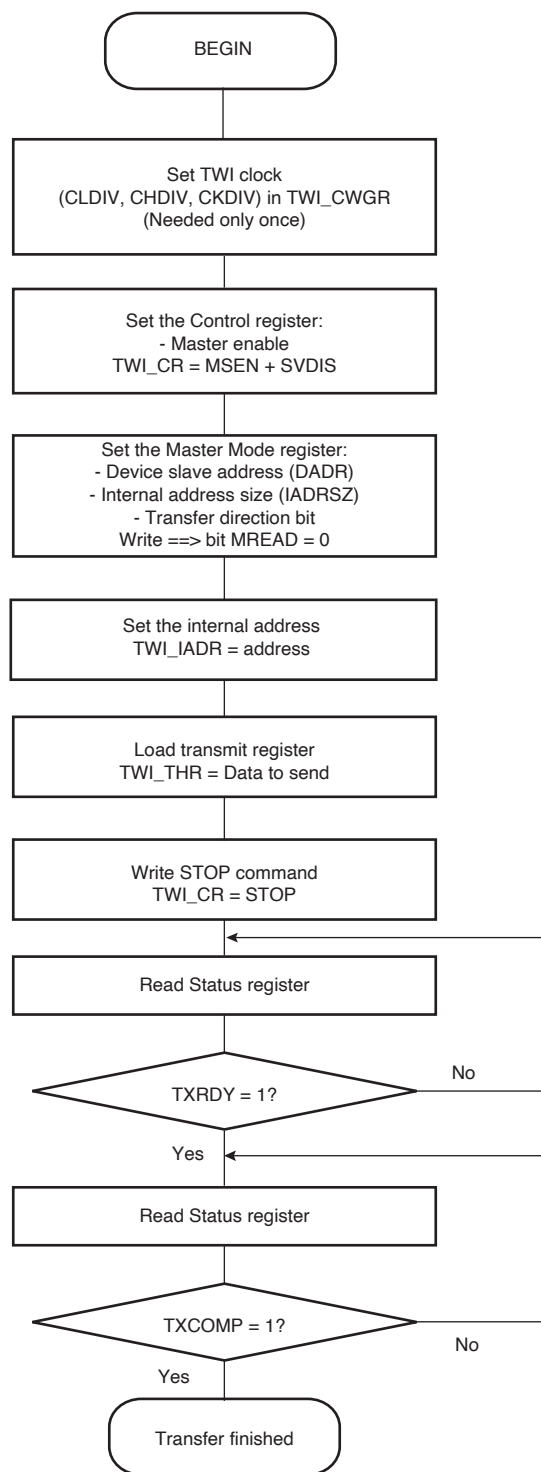 BEGIN
Set TWI clock
(CLDIV, CHDIV, CKDIV) in TWI_CWGR
(Needed only once)
Set the Control register:
- Master enable
TWI_CR = MSEN + SVDIS
Set the Master Mode register:
- Device slave address (DADR)
- Internal address size (IADRSZ)
- Transfer direction bit
Write ==> bit MREAD = 0
Set the internal address
TWI_IADR = address
Load transmit register
TWI_THR = Data to send
Write STOP command
TWI_CR = STOP
Read Status register
No
TXRDY = 1?
Yes
Read Status register
TXCOMP = 1?
No
Yes
Transfer finished